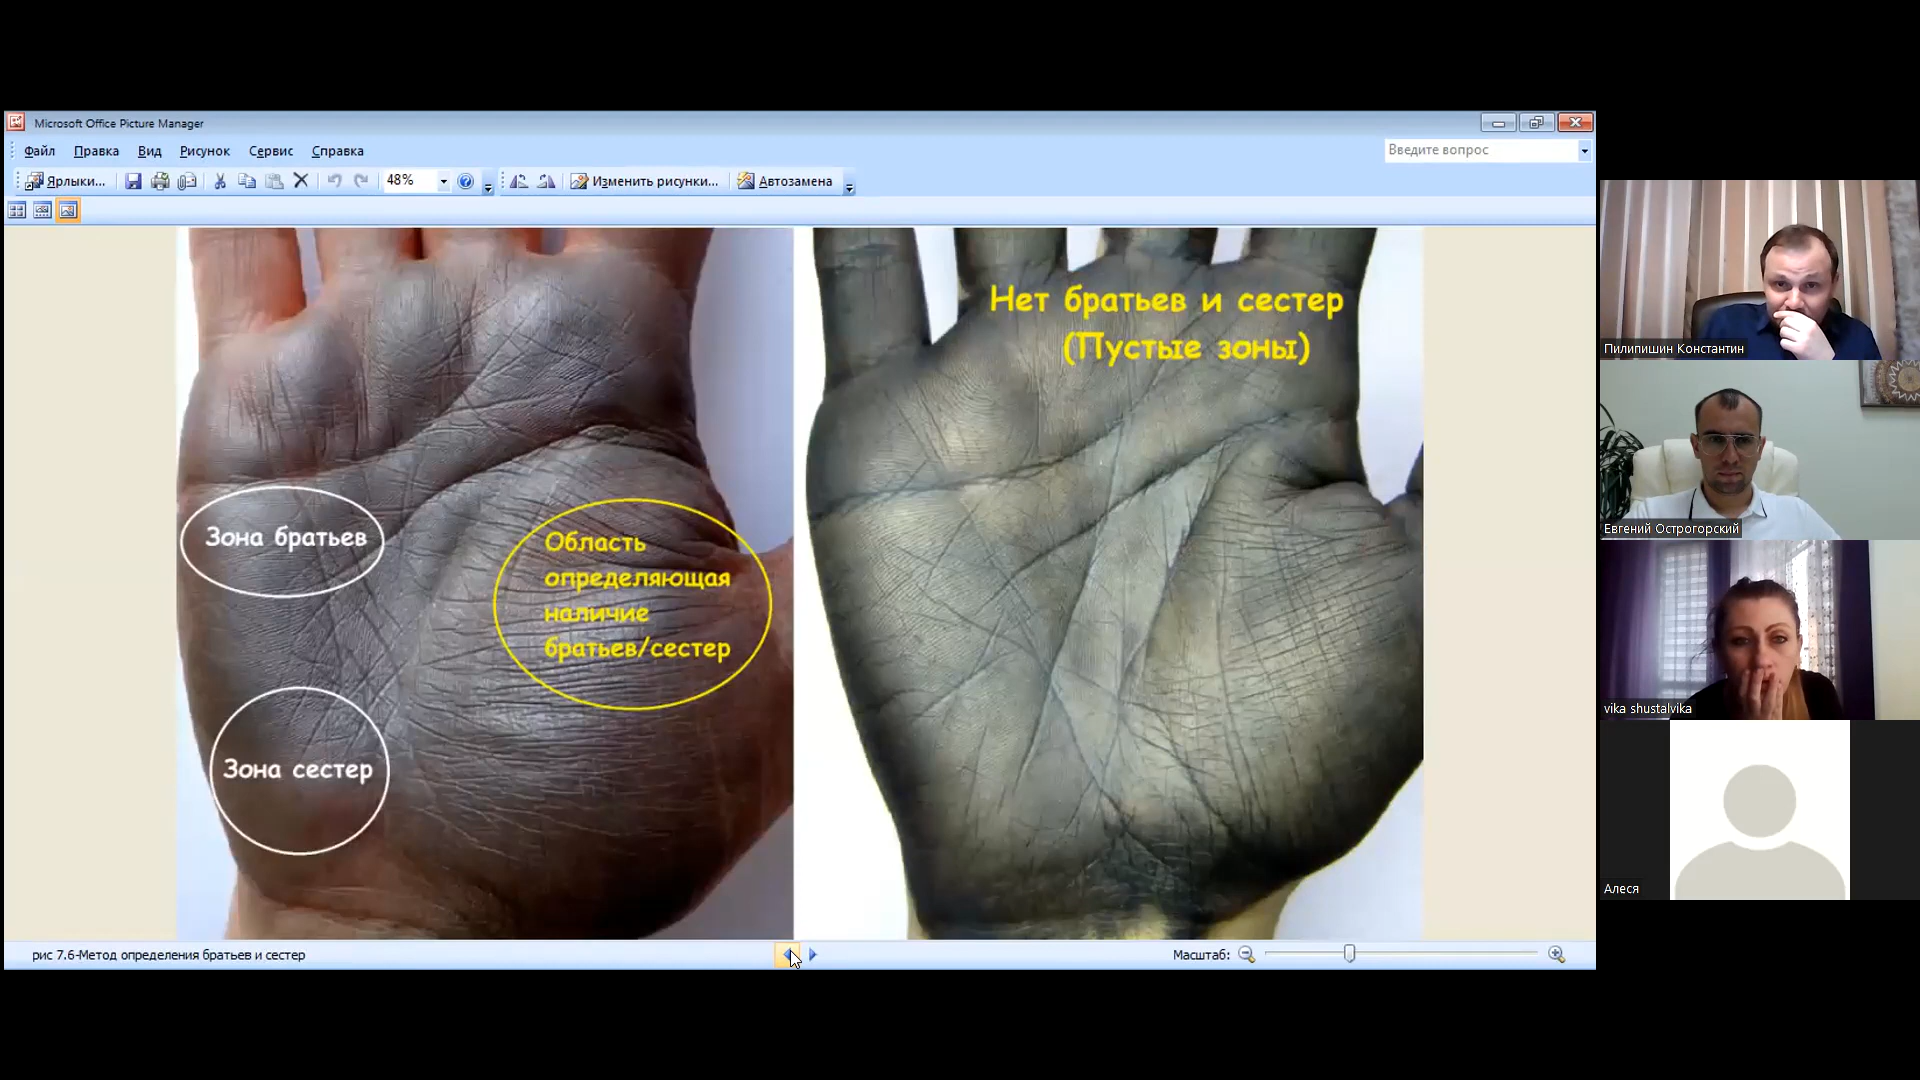 Microsoft Office Picture Manager
Файл Правка Вид Рисунок Сервис Справка
Введите вопрос
Ярлыки... 48% Изменить рисунки... Автозамена
Зона братьев
Область
определяющая
наличие
братьев/сестер
Зона сестер
Нет братьев и сестер
(Пустые зоны)
рис 7.6-Метод определения братьев и сестер
Масштаб:
Пилипишин Константин
Евгений Острогорский
vika shustalvika
Алеся